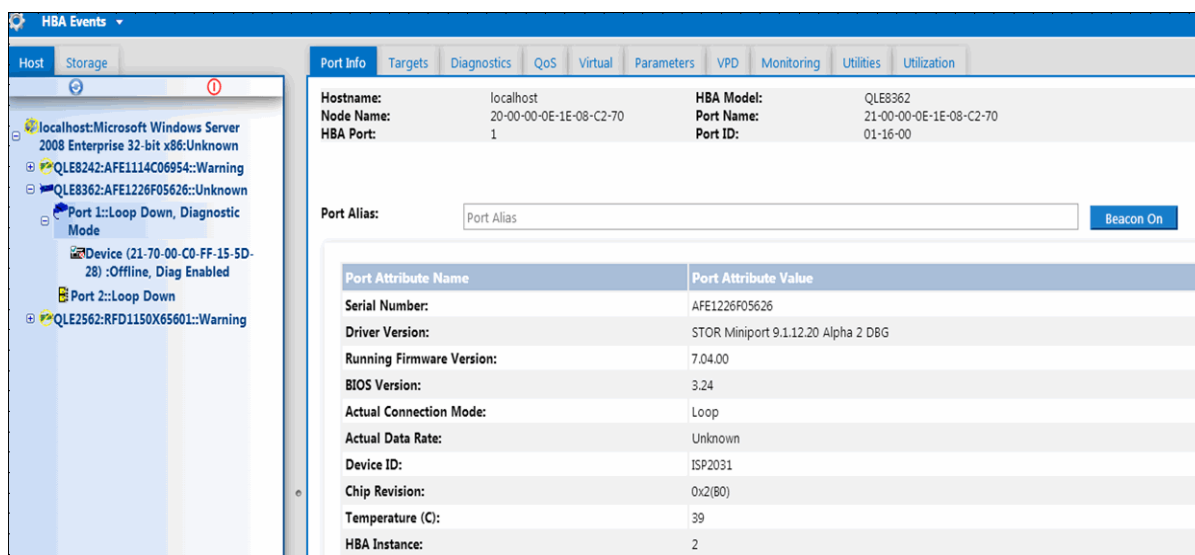 HBA Events
Host Storage
localhost:Microsoft Windows Server
2008 Enterprise 32-bit x86:Unknown
QLE8242:AFE1114C06954::Warning
QLE8362:AFE1226F05626::Unknown
Port 1::Loop Down, Diagnostic
Mode
Device (21-70-00-C0-FF-15-5D-
28) :Offline, Diag Enabled
Port 2::Loop Down
QLE2562:RFD1150X65601::Warning
Port Info Targets Diagnostics QoS Virtual Parameters VPD Monitoring Utilities Utilization
Hostname: localhost HBA Model: QLE8362
Node Name: 20-00-00-0E-1E-08-C2-70 Port Name: 21-00-00-0E-1E-08-C2-70
HBA Port: 1 Port ID: 01-16-00
Port Alias: Port Alias Beacon On
Port Attribute Name Port Attribute Value
Serial Number: AFE1226F05626
Driver Version: STOR Miniport 9.1.12.20 Alpha 2 DBG
Running Firmware Version: 7.04.00
BIOS Version: 3.24
Actual Connection Mode: Loop
Actual Data Rate: Unknown
Device ID: ISP2031
Chip Revision: 0x2(B0)
Temperature (C): 39
HBA Instance: 2